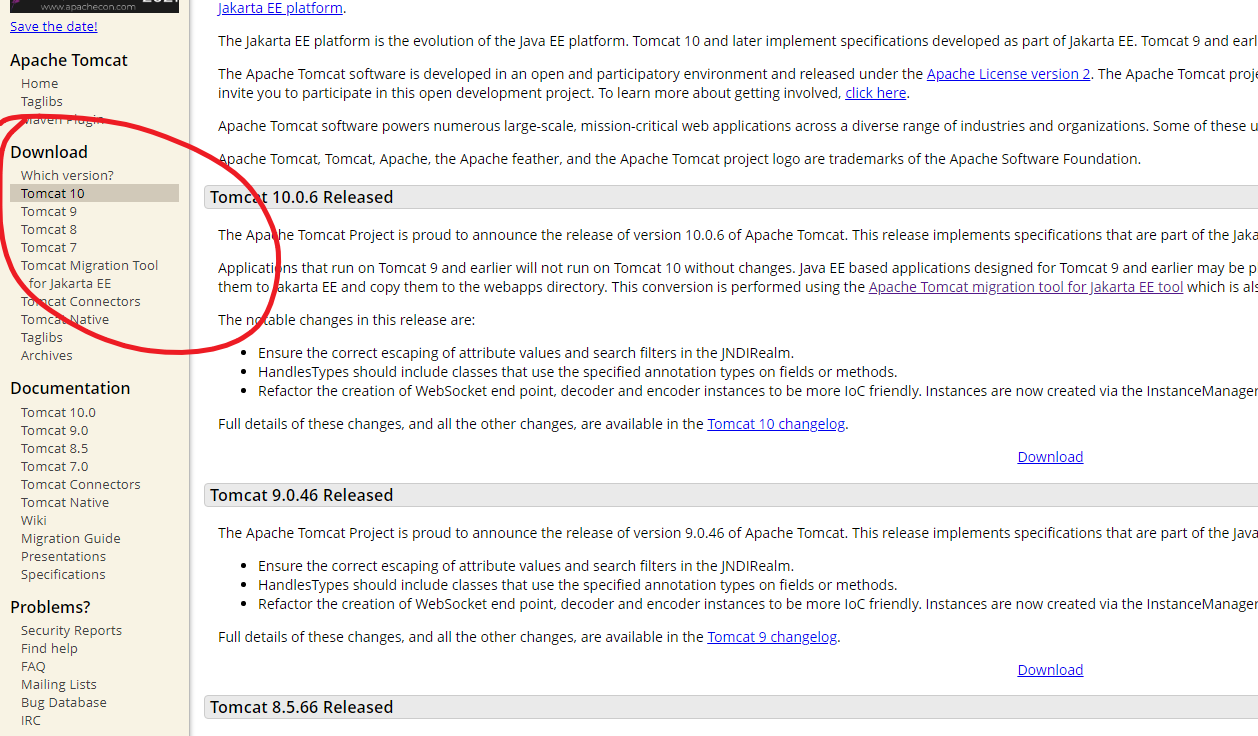 www.apachecon.com
Save the date!
Apache Tomcat
Home
Taglibs
Maven Plugin
Download
Which version?
Tomcat 10
Tomcat 9
Tomcat 8
Tomcat 7
Tomcat Migration Tool
for Jakarta EE
Tomcat Connectors
Tomcat Native
Taglibs
Archives
Documentation
Tomcat 10.0
Tomcat 9.0
Tomcat 8.5
Tomcat 7.0
Tomcat Connectors
Tomcat Native
Wiki
Migration Guide
Presentations
Specifications
Problems?
Security Reports
Find help
FAQ
Mailing Lists
Bug Database
IRC
Jakarta EE platform.
The Jakarta EE platform is the evolution of the Java EE platform. Tomcat 10 and later implement specifications developed as part of Jakarta EE. Tomcat 9 and earl
The Apache Tomcat software is developed in an open and participatory environment and released under the Apache License version 2. The Apache Tomcat proje
invite you to participate in this open development project. To learn more about getting involved, click here.
Apache Tomcat software powers numerous large-scale, mission-critical web applications across a diverse range of industries and organizations. Some of these u
Apache Tomcat, Tomcat, Apache, the Apache feather, and the Apache Tomcat project logo are trademarks of the Apache Software Foundation.
Tomcat 10.0.6 Released
The Apache Tomcat Project is proud to announce the release of version 10.0.6 of Apache Tomcat. This release implements specifications that are part of the Jaka
Applications that run on Tomcat 9 and earlier will not run on Tomcat 10 without changes. Java EE based applications designed for Tomcat 9 and earlier may be p
them to Jakarta EE and copy them to the webapps directory. This conversion is performed using the Apache Tomcat migration tool for Jakarta EE tool which is als
The notable changes in this release are:
• Ensure the correct escaping of attribute values and search filters in the JNDIRealm.
• HandlesTypes should include classes that use the specified annotation types on fields or methods.
• Refactor the creation of WebSocket end point, decoder and encoder instances to be more IoC friendly. Instances are now created via the InstanceManager
Full details of these changes, and all the other changes, are available in the Tomcat 10 changelog.
Download
Tomcat 9.0.46 Released
The Apache Tomcat Project is proud to announce the release of version 9.0.46 of Apache Tomcat. This release implements specifications that are part of the Java
• Ensure the correct escaping of attribute values and search filters in the JNDIRealm.
• HandlesTypes should include classes that use the specified annotation types on fields or methods.
• Refactor the creation of WebSocket end point, decoder and encoder instances to be more IoC friendly. Instances are now created via the InstanceManager
Full details of these changes, and all the other changes, are available in the Tomcat 9 changelog.
Download
Tomcat 8.5.66 Released